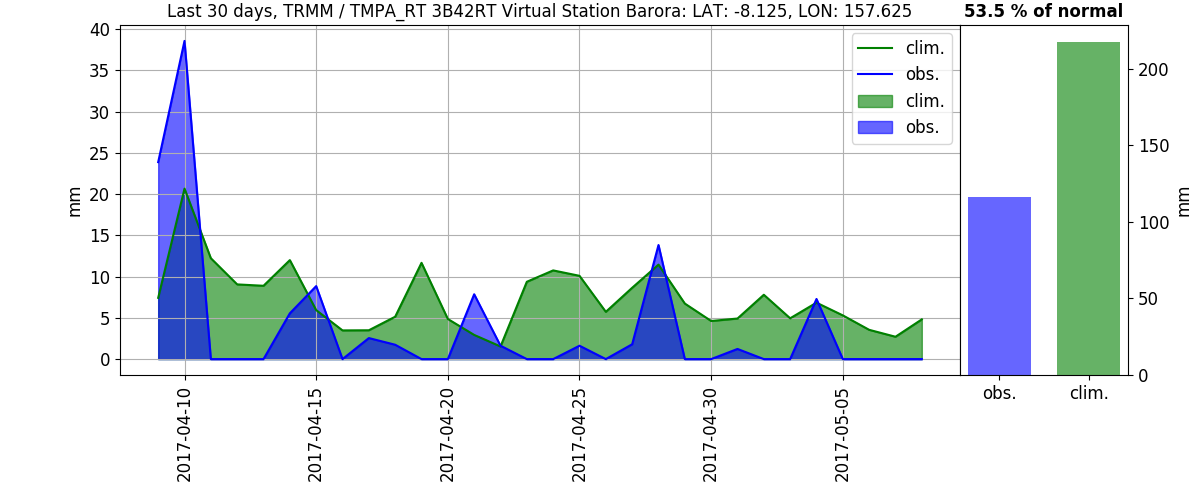 Last 30 days, TRMM / TMPA_RT 3B42RT Virtual Station Barora: LAT: -8.125, LON: 157.625
53.5 % of normal
40
35
30
25
20
15
10
5
0
mm
clim.
obs.
clim.
obs.
2017-04-10
2017-04-15
2017-04-20
2017-04-25
2017-04-30
2017-05-05
200
150
100
50
0
mm
obs.
clim.